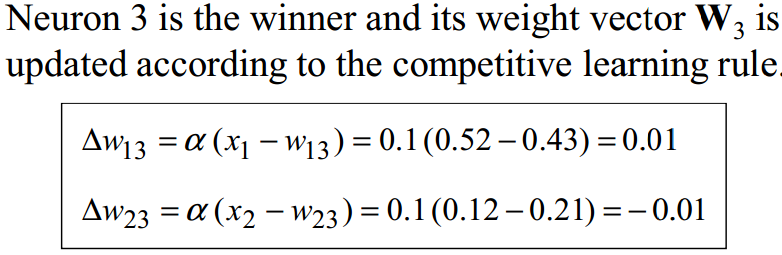 Neuron 3 is the winner and its weight vector W₃ is
updated according to the competitive learning rule.
Δw₁₃ = α (x₁ − w₁₃) = 0.1 (0.52 − 0.43) = 0.01
Δw₂₃ = α (x₂ − w₂₃) = 0.1 (0.12 − 0.21) = − 0.01